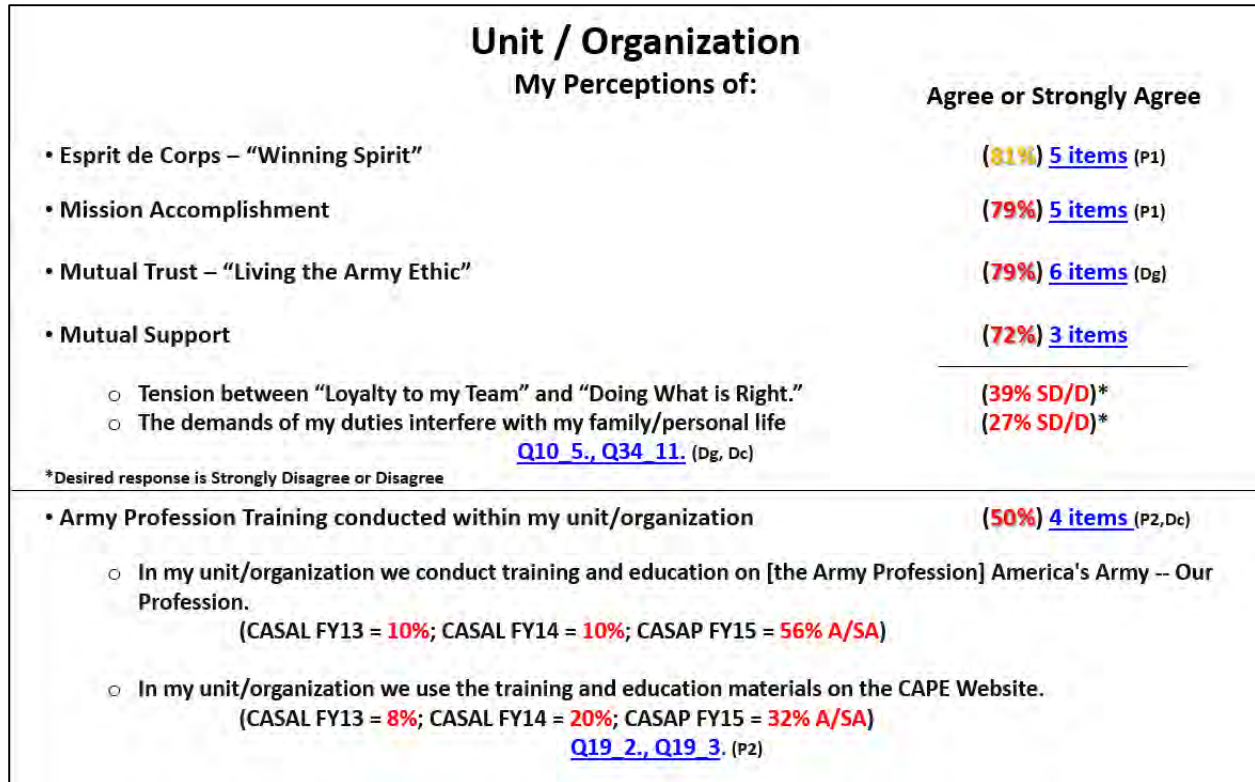 Unit / Organization
My Perceptions of:
Agree or Strongly Agree
• Esprit de Corps – “Winning Spirit” (81%) 5 items (P1)
• Mission Accomplishment (79%) 5 items (P1)
• Mutual Trust – “Living the Army Ethic” (79%) 6 items (Dg)
• Mutual Support (72%) 3 items
o Tension between “Loyalty to my Team” and “Doing What is Right.” (39% SD/D)*
o The demands of my duties interfere with my family/personal life (27% SD/D)*
Q10_5., Q34_11. (Dg, Dc)
*Desired response is Strongly Disagree or Disagree
• Army Profession Training conducted within my unit/organization (50%) 4 items (P2,Dc)
o In my unit/organization we conduct training and education on [the Army Profession] America's Army -- Our
Profession.
(CASAL FY13 = 10%; CASAL FY14 = 10%; CASAP FY15 = 56% A/SA)
o In my unit/organization we use the training and education materials on the CAPE Website.
(CASAL FY13 = 8%; CASAL FY14 = 20%; CASAP FY15 = 32% A/SA)
Q19_2., Q19_3. (P2)